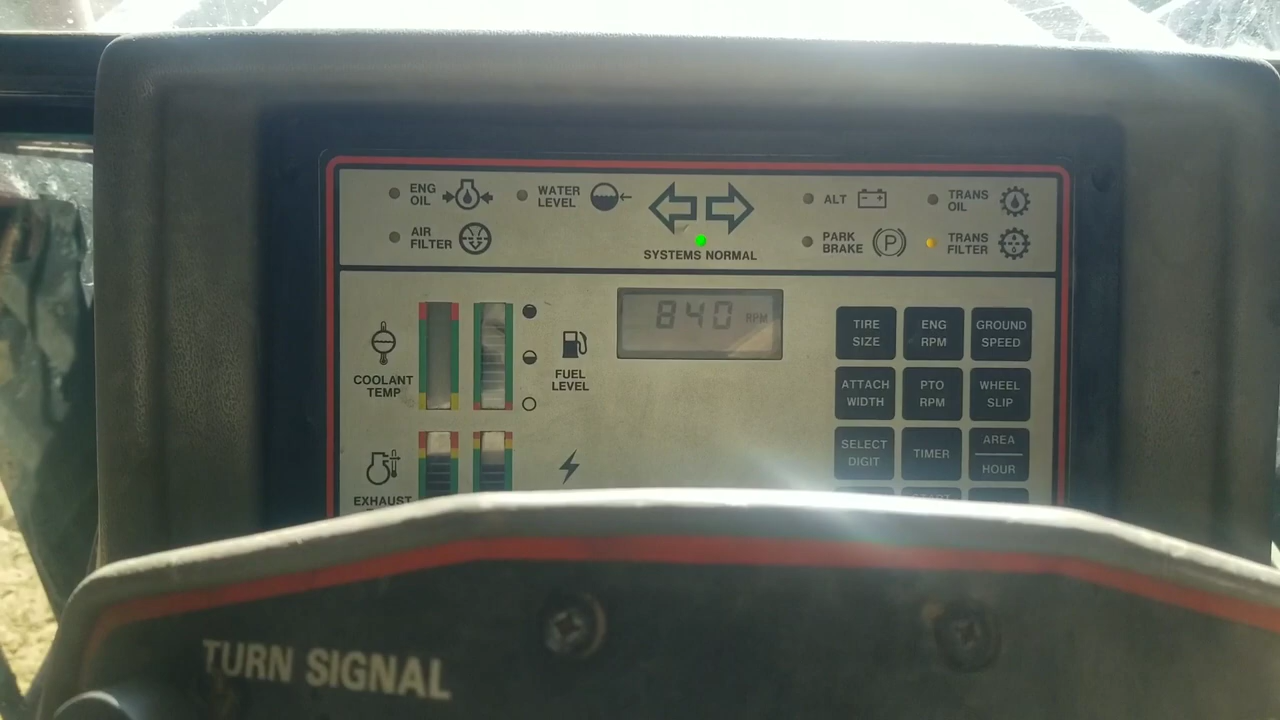 ENG
OIL
WATER
LEVEL
ALT
TRANS
OIL
AIR
FILTER
SYSTEMS NORMAL
PARK
BRAKE
P
TRANS
FILTER
840 RPM
COOLANT
TEMP
FUEL
LEVEL
TIRE
SIZE
ENG
RPM
GROUND
SPEED
ATTACH
WIDTH
PTO
RPM
WHEEL
SLIP
SELECT
DIGIT
TIMER
AREA
HOUR
EXHAUST
TURN SIGNAL